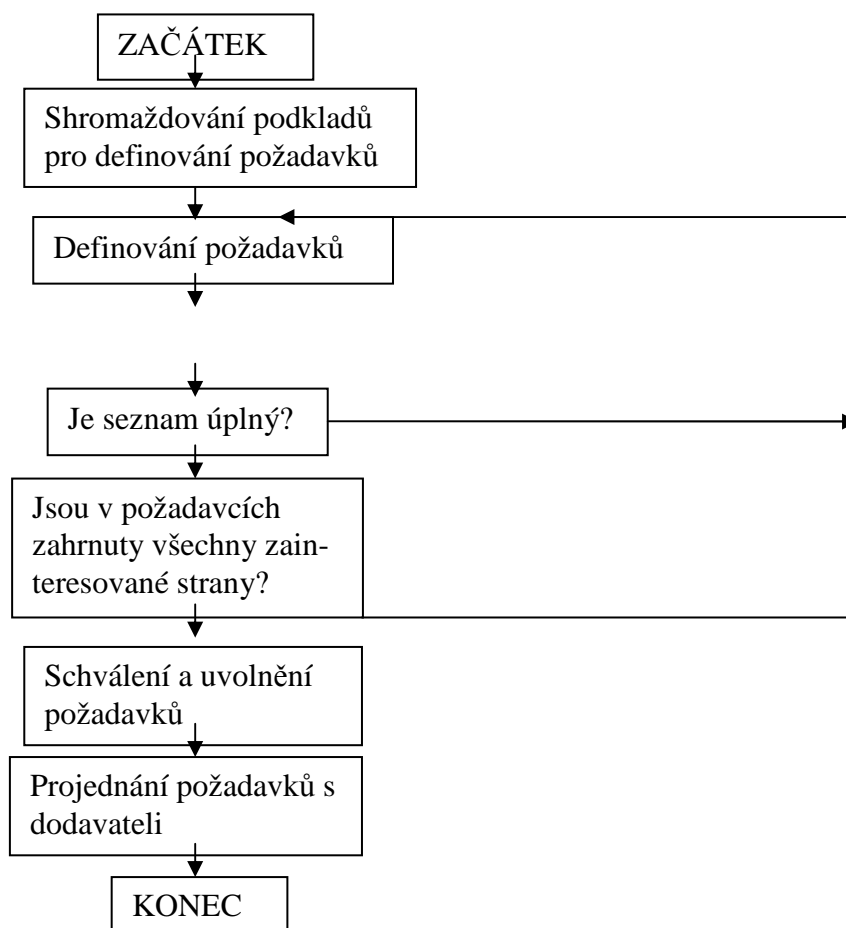 ZAČÁTEK
Shromaždování podkladů
pro definování požadavků
Definování požadavků
Je seznam úplný?
Jsou v požadavcích
zahrnuty všechny zain-
teresované strany?
Schválení a uvolnění
požadavků
Projednání požadavků s
dodavateli
KONEC